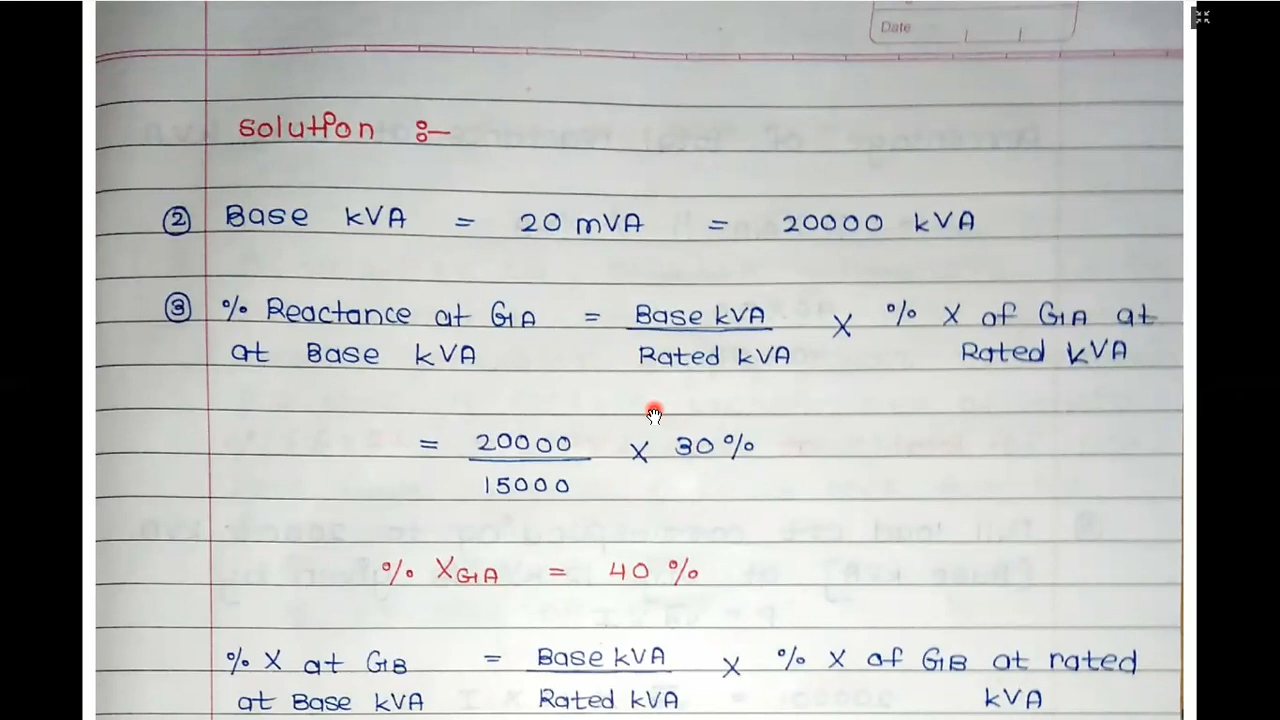 Date
Solution :-
② Base kVA = 20 mVA = 20000 kVA
③ % Reactance at GA = Base kVA / Rated kVA × % X of GA at
at Base kVA Rated kVA
= 20000 / 15000 × 30 %
% XGA = 40 %
% X at GB = Base kVA / Rated kVA × % X of GB at rated
at Base kVA kVA